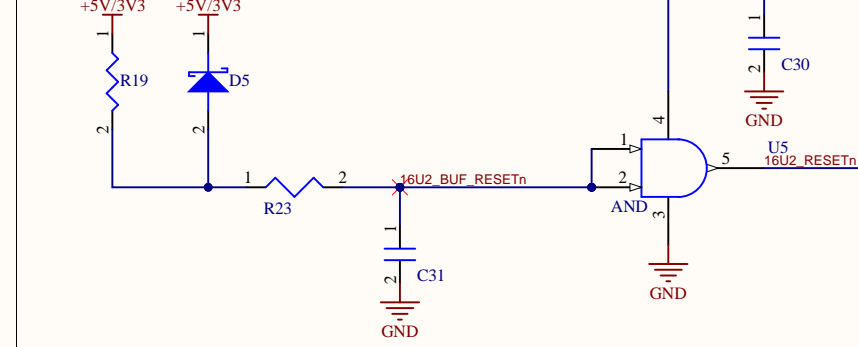 +5V/3V3
+5V/3V3
1
1
1
R19
D5
C30
2
2
2
GND
4
1
U5
5
16U2_RESETn
1
2
16U2_BUF_RESETn
2
R23
AND
3
1
C31
2
GND
GND